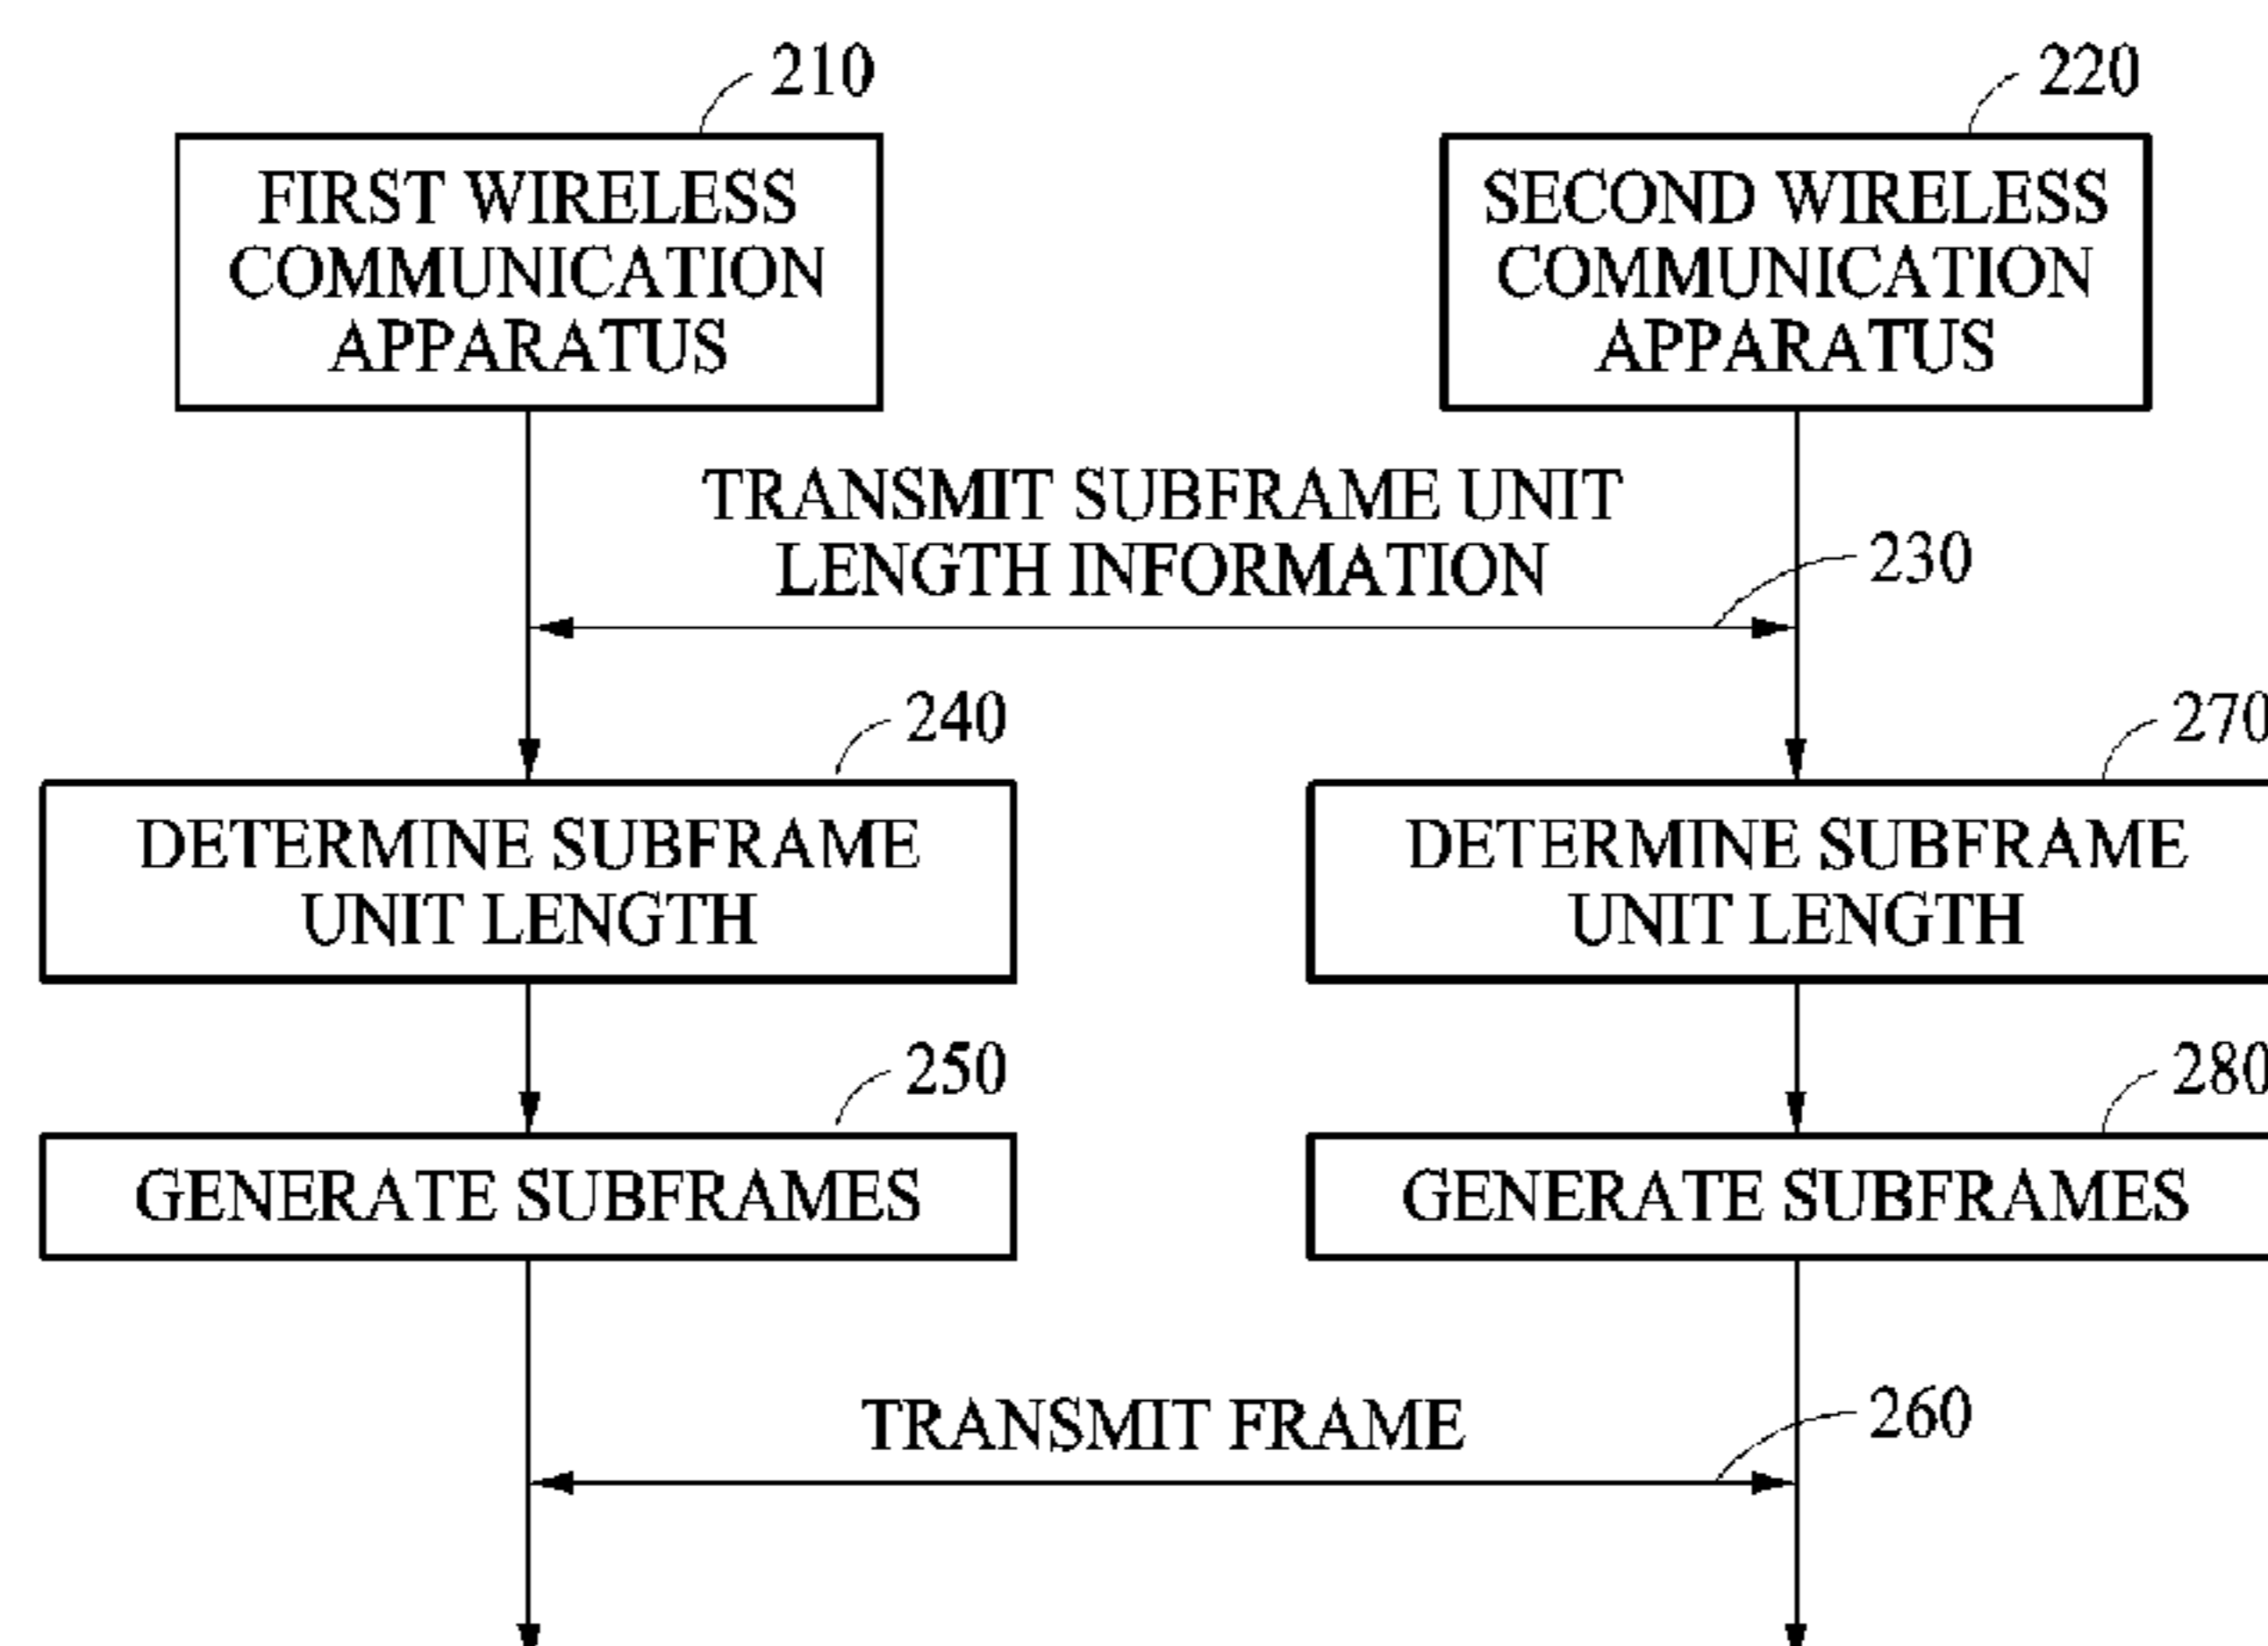 210
220
FIRST WIRELESS
COMMUNICATION
APPARATUS
SECOND WIRELESS
COMMUNICATION
APPARATUS
TRANSMIT SUBFRAME UNIT
LENGTH INFORMATION
230
240
270
DETERMINE SUBFRAME
UNIT LENGTH
DETERMINE SUBFRAME
UNIT LENGTH
250
280
GENERATE SUBFRAMES
GENERATE SUBFRAMES
TRANSMIT FRAME
260